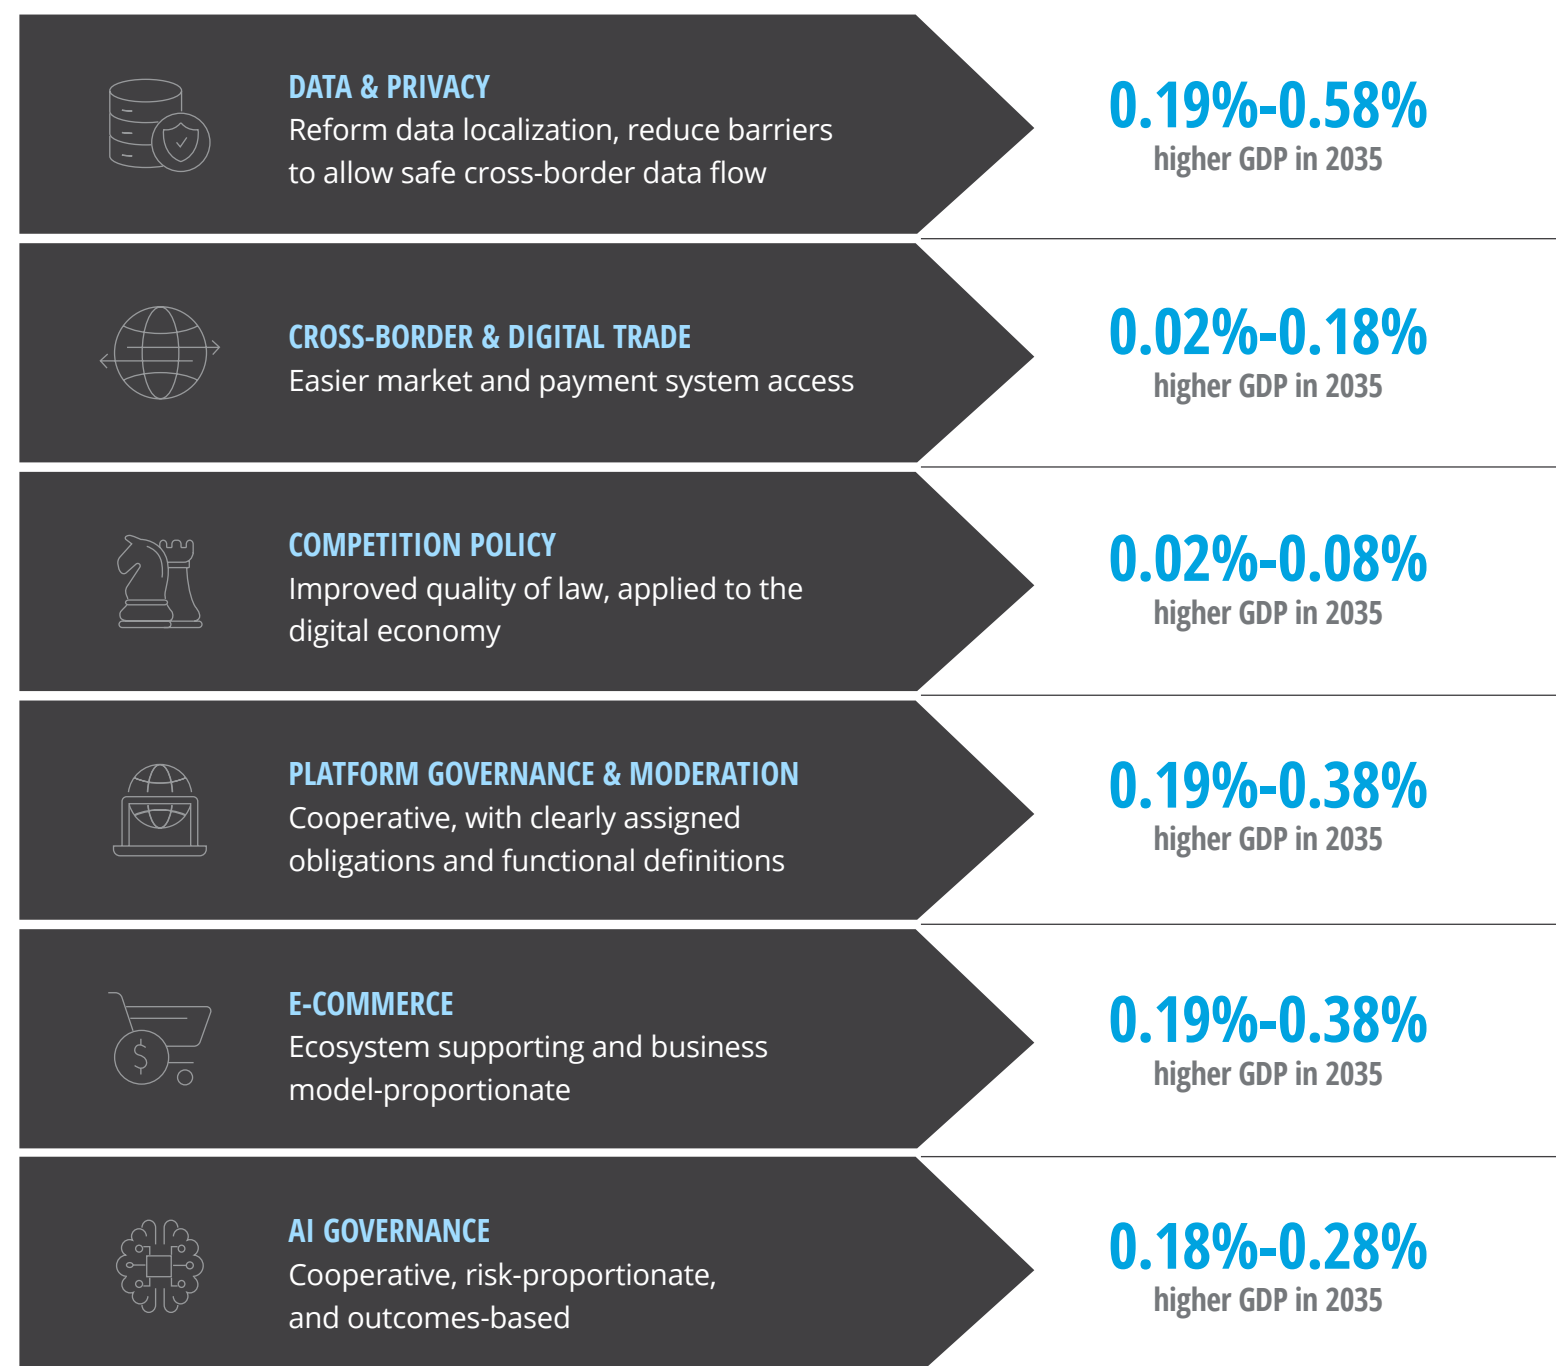 DATA & PRIVACY
Reform data localization, reduce barriers
to allow safe cross-border data flow
0.19%-0.58%
higher GDP in 2035
CROSS-BORDER & DIGITAL TRADE
Easier market and payment system access
0.02%-0.18%
higher GDP in 2035
COMPETITION POLICY
Improved quality of law, applied to the
digital economy
0.02%-0.08%
higher GDP in 2035
PLATFORM GOVERNANCE & MODERATION
Cooperative, with clearly assigned
obligations and functional definitions
0.19%-0.38%
higher GDP in 2035
E-COMMERCE
Ecosystem supporting and business
model-proportionate
$
0.19%-0.38%
higher GDP in 2035
AI GOVERNANCE
Cooperative, risk-proportionate,
and outcomes-based
0.18%-0.28%
higher GDP in 2035